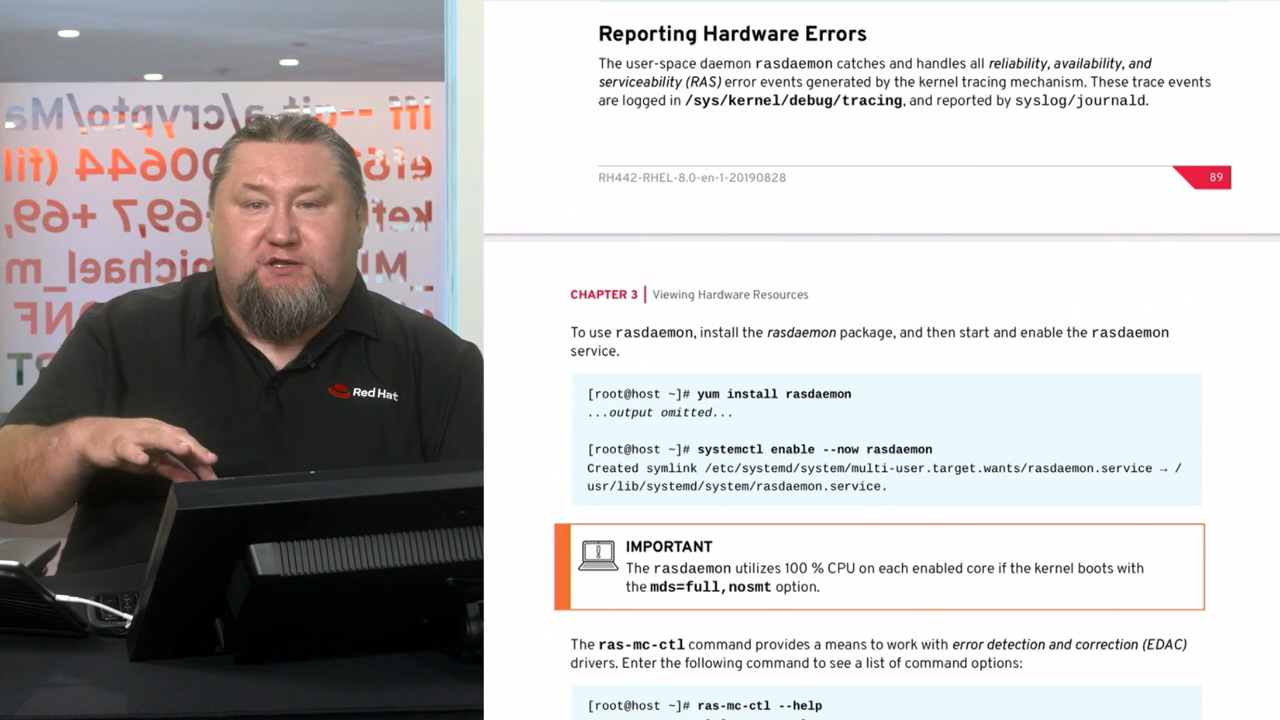 Reporting Hardware Errors
The user-space daemon rasdaemon catches and handles all reliability, availability, and
serviceability (RAS) error events generated by the kernel tracing mechanism. These trace events
are logged in /sys/kernel/debug/tracing, and reported by syslog/journald.
RH442-RHEL-8.0-en-1-20190828
89
CHAPTER 3 | Viewing Hardware Resources
To use rasdaemon, install the rasdaemon package, and then start and enable the rasdaemon
service.
[root@host ~]# yum install rasdaemon
...output omitted...
[root@host ~]# systemctl enable --now rasdaemon
Created symlink /etc/systemd/system/multi-user.target.wants/rasdaemon.service → /
usr/lib/systemd/system/rasdaemon.service.
IMPORTANT
The rasdaemon utilizes 100 % CPU on each enabled core if the kernel boots with
the mds=full,nosmt option.
The ras-mc-ctl command provides a means to work with error detection and correction (EDAC)
drivers. Enter the following command to see a list of command options:
[root@host ~]# ras-mc-ctl --help
Red Hat